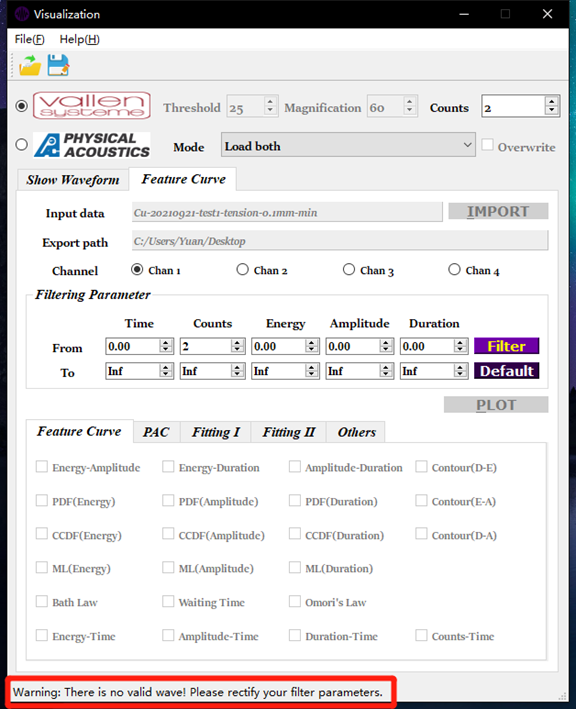 Visualization
File(F) Help(H)
vallen systeme Threshold 25 Magnification 60 Counts 2
PHYSICAL ACOUSTICS Mode Load both Overwrite
Show Waveform Feature Curve
Input data Cu-20210921-test1-tension-0.1mm-min IMPORT
Export path C:/Users/Yuan/Desktop
Channel Chan 1 Chan 2 Chan 3 Chan 4
Filtering Parameter
Time Counts Energy Amplitude Duration
From 0.00 2 0.00 0.00 0.00 Filter
To Inf Inf Inf Inf Inf Default
PLOT
Feature Curve PAC Fitting I Fitting II Others
Energy-Amplitude Energy-Duration Amplitude-Duration Contour(D-E)
PDF(Energy) PDF(Amplitude) PDF(Duration) Contour(E-A)
CCDF(Energy) CCDF(Amplitude) CCDF(Duration) Contour(D-A)
ML(Energy) ML(Amplitude) ML(Duration)
Bath Law Waiting Time Omori's Law
Energy-Time Amplitude-Time Duration-Time Counts-Time
Warning: There is no valid wave! Please rectify your filter parameters.